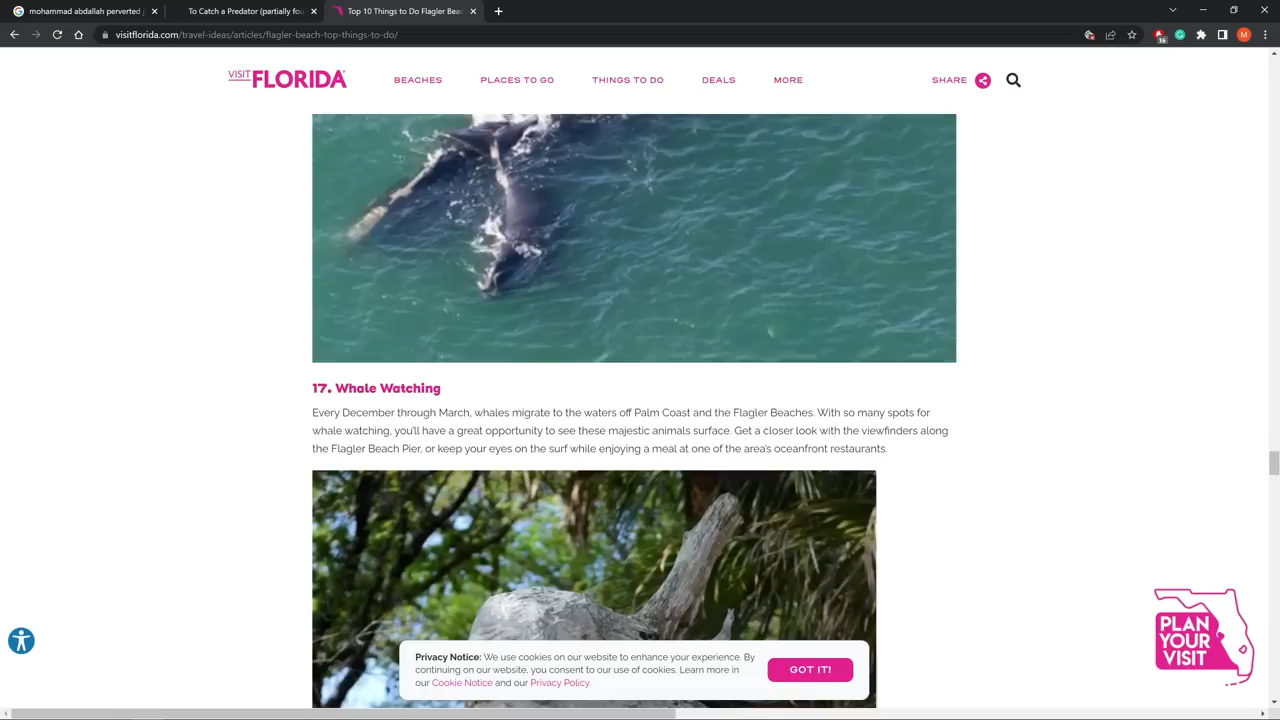 mohammad abdallah perverted j
To Catch a Predator (partially fo
Top 10 Things To Do Flagler Beac
visitflorida.com/travel-ideas/articles/flagler-beach-top-things-to-do/
16
M
VISIT FLORIDA
BEACHES PLACES TO GO THINGS TO DO DEALS MORE SHARE
17. Whale Watching
Every December through March, whales migrate to the waters off Palm Coast and the Flagler Beaches. With so many spots for
whale watching, you'll have a great opportunity to see these majestic animals surface. Get a closer look with the viewfinders along
the Flagler Beach Pier, or keep your eyes on the surf while enjoying a meal at one of the area's oceanfront restaurants.
Privacy Notice: We use cookies on our website to enhance your experience. By
continuing on our website, you consent to our use of cookies. Learn more in
our Cookie Notice and our Privacy Policy.
GOT IT!
PLAN
YOUR
VISIT